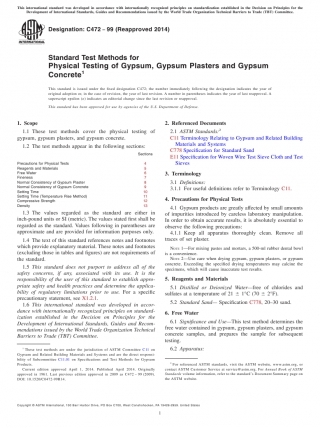 This international standard was developed in accordance with internationally recognized principles on standardization established in the Decision on Principles for the
Development of International Standards, Guides and Recommendations issued by the World Trade Organization Technical Barriers to Trade (TBT) Committee.
Designation: C472 − 99 (Reapproved 2014)
Standard Test Methods for
Physical Testing of Gypsum, Gypsum Plasters and Gypsum
Concrete1
This standard is issued under the fixed designation C472; the number immediately following the designation indicates the year of
original adoption or, in the case of revision, the year of last revision. A number in parentheses indicates the year of last reapproval. A
superscript epsilon (ε) indicates an editorial change since the last revision or reapproval.
This standard has been approved for use by agencies of the U.S. Department of Defense.
1. Scope
1.1 These test methods cover the physical testing of
gypsum, gypsum plasters, and gypsum concrete.
1.2 The test methods appear in the following sections:
Sections
Precautions for Physical Tests 4
Reagents and Materials 5
Free Water 6
Fineness 7
Normal Consistency of Gypsum Plaster 8
Normal Consistency of Gypsum Concrete 9
Setting Time 10
Setting Time (Temperature Rise Method) 11
Compressive Strength 12
Density 13
1.3 The values regarded as the standard are either in
inch-pound units or SI (metric). The values stated first shall be
regarded as the standard. Values following in parentheses are
approximate and are provided for information purposes only.
1.4 The text of this standard references notes and footnotes
which provide explanatory material. These notes and footnotes
(excluding those in tables and figures) are not requirements of
the standard.
1.5 This standard does not purport to address all of the
safety concerns, if any, associated with its use. It is the
responsibility of the user of this standard to establish appro-
priate safety and health practices and determine the applica-
bility of regulatory limitations prior to use. For a specific
precautionary statement, see X1.2.1.
1.6 This international standard was developed in accor-
dance with internationally recognized principles on standard-
ization established in the Decision on Principles for the
Development of International Standards, Guides and Recom-
mendations issued by the World Trade Organization Technical
Barriers to Trade (TBT) Committee.
1 These test methods are under the jurisdiction of ASTM Committee C11 on
Gypsum and Related Building Materials and Systems and are the direct respons-
ibility of Subcommittee C11.01 on Specifications and Test Methods for Gypsum
Products.
Current edition approved April 1, 2014. Published April 2014. Originally
approved in 1961. Last previous edition approved in 2009 as C472 – 99 (2009).
DOI: 10.1520/C0472-99R14.
2. Referenced Documents
2.1 ASTM Standards:2
C11 Terminology Relating to Gypsum and Related Building
Materials and Systems
C778 Specification for Standard Sand
E11 Specification for Woven Wire Test Sieve Cloth and Test
Sieves
3. Terminology
3.1 Definitions:
3.1.1 For useful definitions refer to Terminology C11.
4. Precautions for Physical Tests
4.1 Gypsum products are greatly affected by small amounts
of impurities introduced by careless laboratory manipulation.
In order to obtain accurate results, it is absolutely essential to
observe the following precautions:
4.1.1 Keep all apparatus thoroughly clean. Remove all
traces of set plaster.
NOTE 1—For mixing pastes and mortars, a 500-ml rubber dental bowl
is a convenience.
NOTE 2—Use care when drying gypsum, gypsum plasters, or gypsum
concrete. Exceeding the specified drying temperatures may calcine the
specimens, which will cause inaccurate test results.
5. Reagents and Materials
5.1 Distilled or Deionized Water—free of chlorides and
sulfates at a temperature of 21 ± 1°C (70 ± 2°F).
5.2 Standard Sand— Specification C778, 20-30 sand.
6. Free Water
6.1 Significance and Use—This method determines the
free water contained in gypsum, gypsum plasters, and gypsum
concrete samples, and prepares the sample for subsequent
testing.
6.2 Apparatus:
2 For referenced ASTM standards, visit the ASTM website, www.astm.org, or
contact ASTM Customer Service at service@astm.org. For Annual Book of ASTM
Standards volume information, refer to the standard's Document Summary page on
the ASTM website.
Copyright © ASTM International, 100 Barr Harbor Drive, PO Box C700, West Conshohocken, PA 19428-2959. United States
1